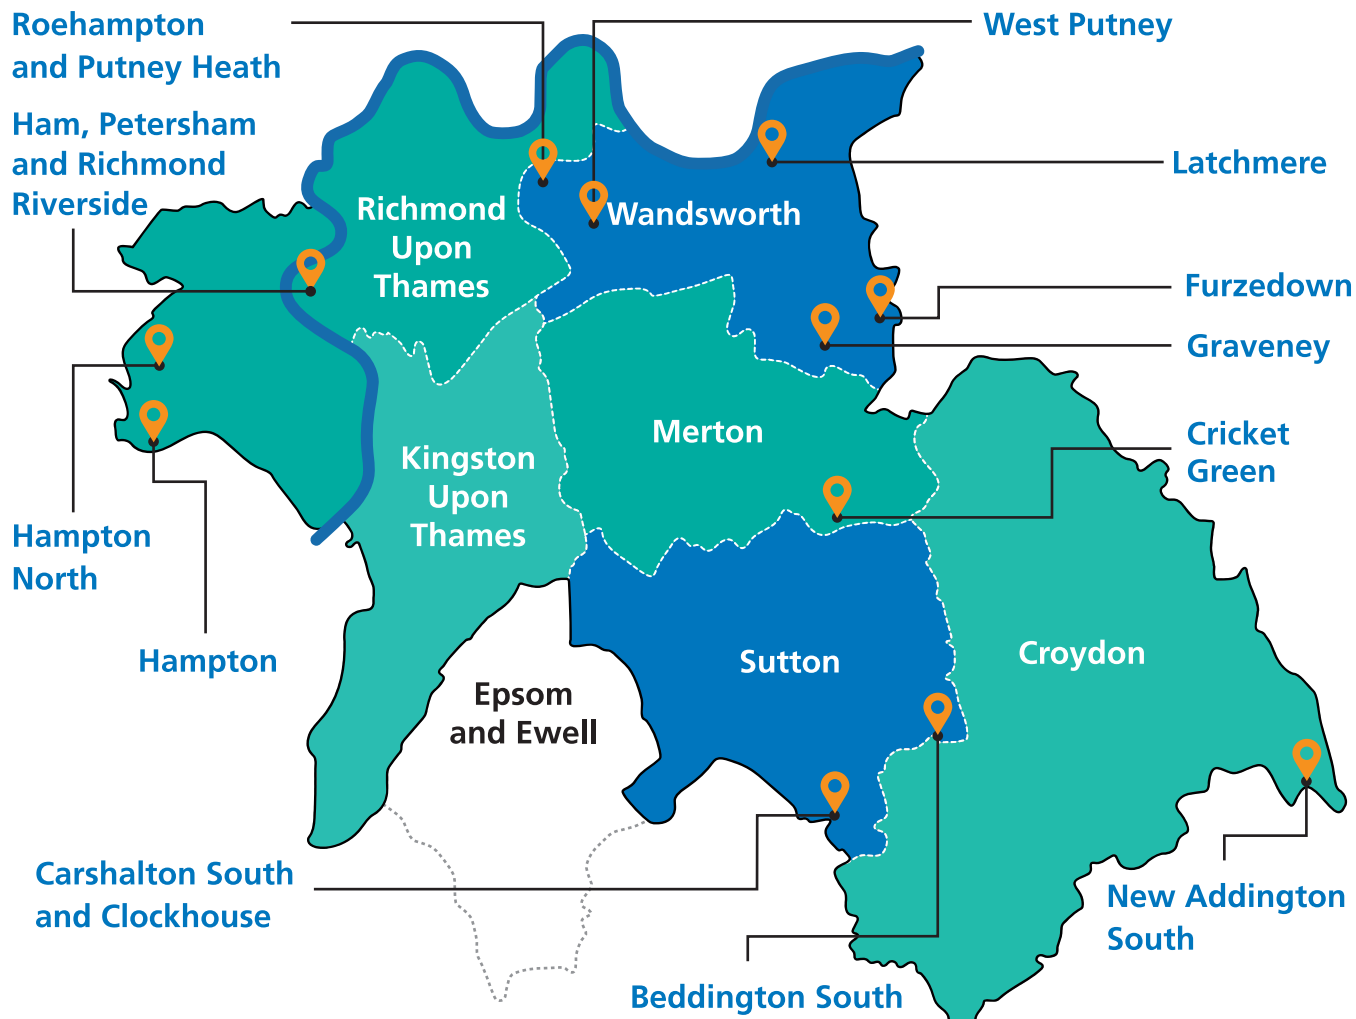 Roehampton
and Putney Heath
West Putney
Ham, Petersham
and Richmond
Riverside
Latchmere
Richmond
Upon
Thames
Wandsworth
Furzedown
Graveney
Merton
Cricket
Green
Kingston
Upon
Thames
Hampton
North
Hampton
Sutton
Croydon
Epsom
and Ewell
Carshalton South
and Clockhouse
New Addington
South
Beddington South